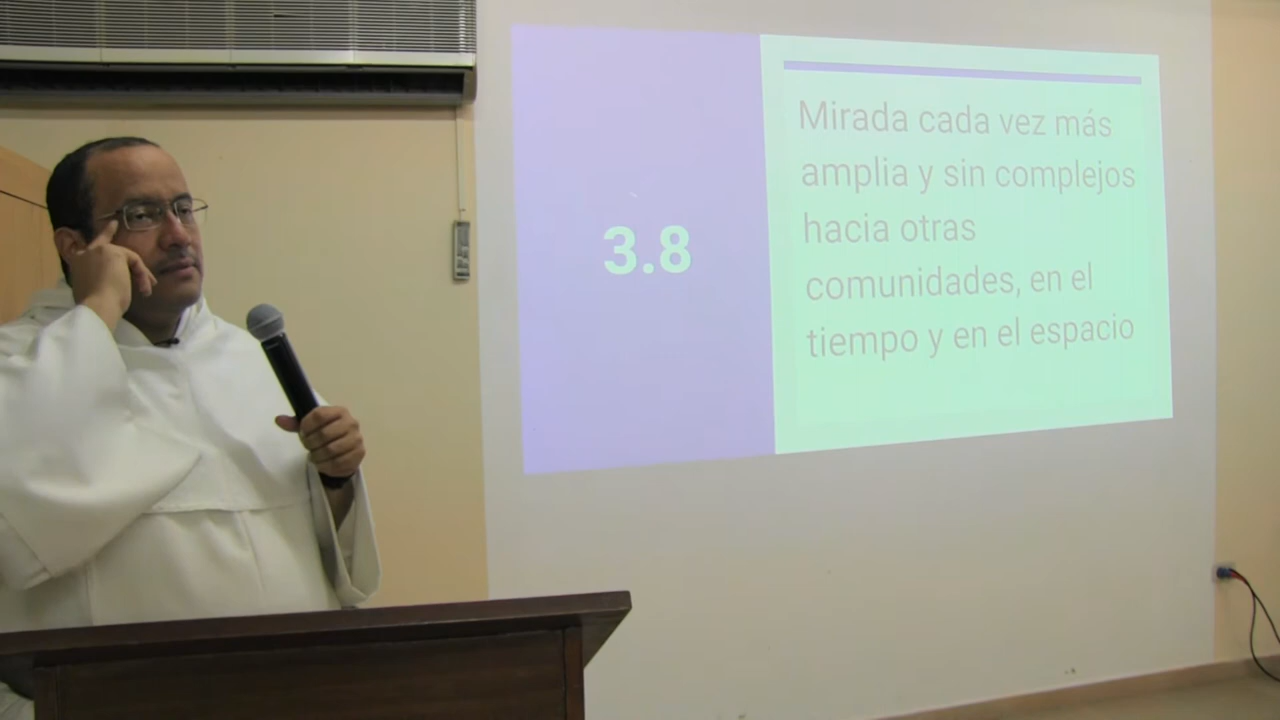 3.8
Mirada cada vez más
amplia y sin complejos
hacia otras
comunidades, en el
tiempo y en el espacio